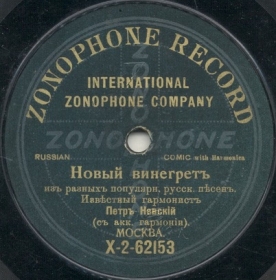 ZONOPHONE RECORD
INTERNATIONAL
ZONOPHONE COMPANY
ZONOPHONE
RUSSIAN. COMIC with Harmonica
Новый винегретъ
изъ разныхъ популярн. русск. пѣсенъ.
Извѣстный гармонистъ
Петръ Невскій
(съ акк. гармоніи).
МОСКВА.
X-2-62153